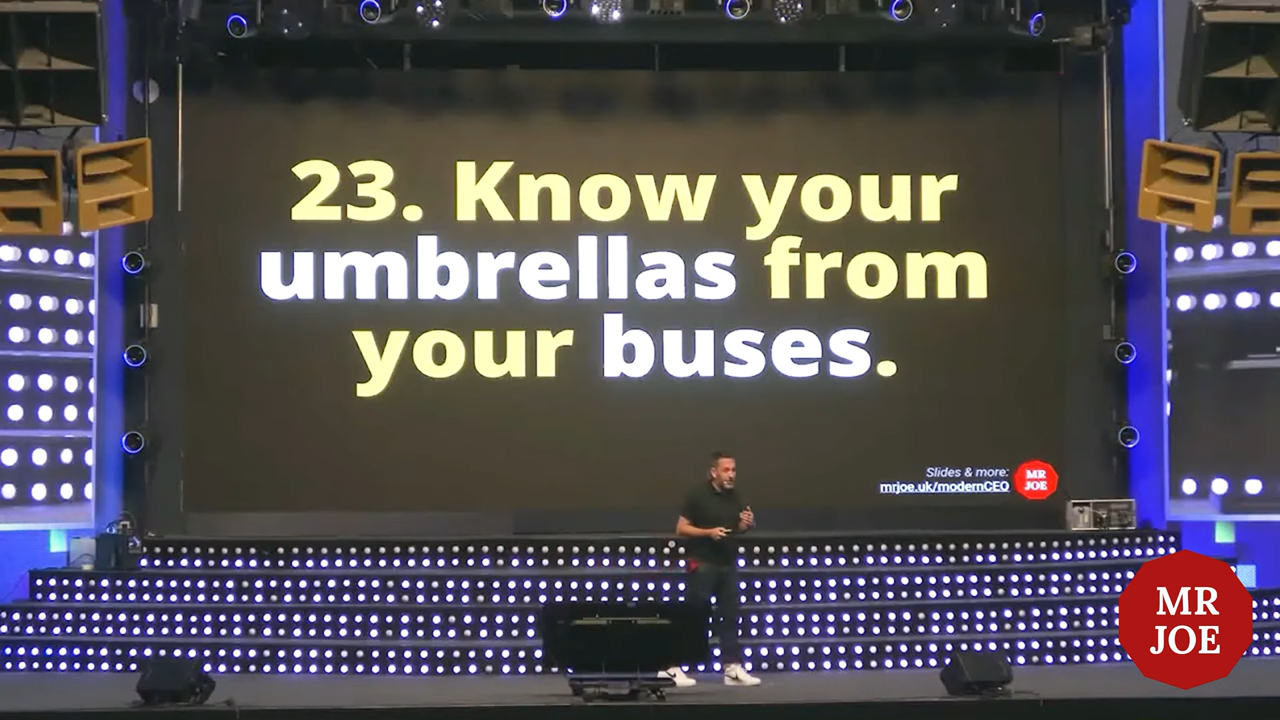 23. Know your
umbrellas from
your buses.
Slides & more:
mrjoe.uk/modernCEO
MR
JOE
MR
JOE